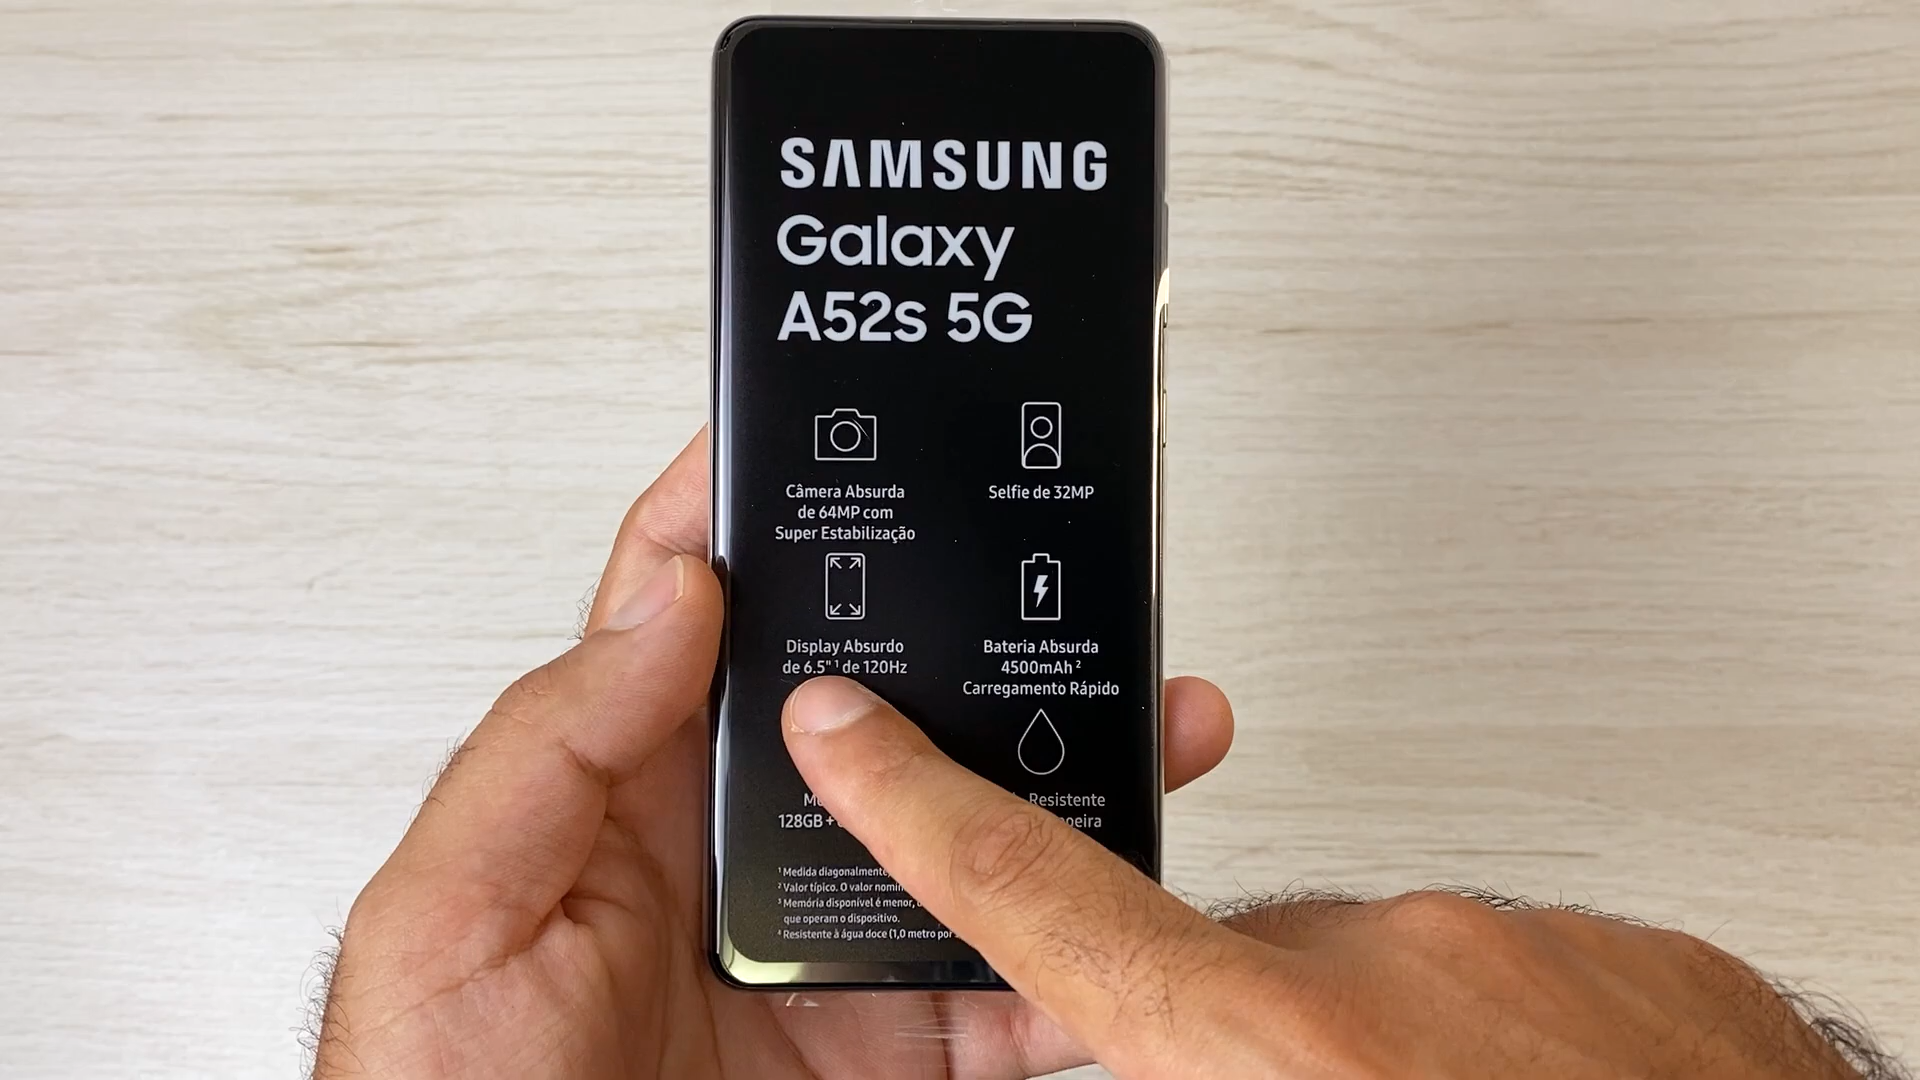 SAMSUNG
Galaxy
A52s 5G
Câmera Absurda
de 64MP com
Super Estabilização
Selfie de 32MP
Display Absurdo
de 6.5" ¹ de 120Hz
Bateria Absurda
4500mAh ²
Carregamento Rápido
128GB +
Resistente
¹ Medida diagonalmente,
² Valor típico. O valor
³ Memória disponível é menor,
que operam o dispositivo.
⁴ Resistente à água doce (1,0 metro por